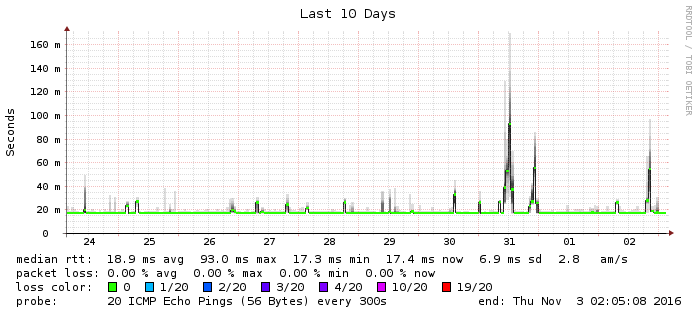 Last 10 Days
RRDTOOL / TOBI OETIKER
Seconds
160 m
140 m
120 m
100 m
80 m
60 m
40 m
20 m
0
24 25 26 27 28 29 30 31 01 02
median rtt: 18.9 ms avg 93.0 ms max 17.3 ms min 17.4 ms now 6.9 ms sd 2.8 am/s
packet loss: 0.00 % avg 0.00 % max 0.00 % min 0.00 % now
loss color: 0 1/20 2/20 3/20 4/20 10/20 19/20
probe: 20 ICMP Echo Pings (56 Bytes) every 300s end: Thu Nov 3 02:05:08 2016